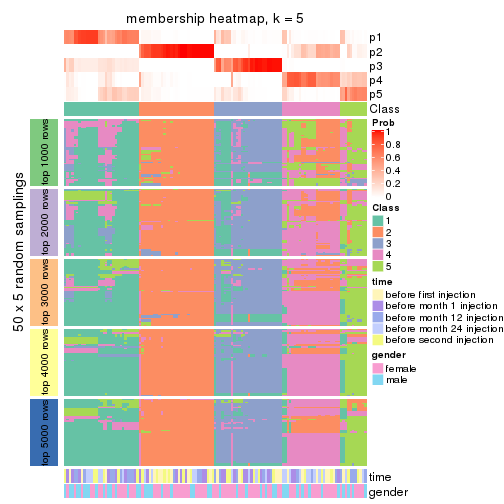 membership heatmap, k = 5
p1
p2
p3
p4
p5
Class
50 x 5 random samplings
top 1000 rows
top 2000 rows
top 3000 rows
top 4000 rows
top 5000 rows
time
gender
Prob
1
0.8
0.6
0.4
0.2
0
Class
1
2
3
4
5
time
before first injection
before month 1 injection
before month 12 injection
before month 24 injection
before second injection
gender
female
male